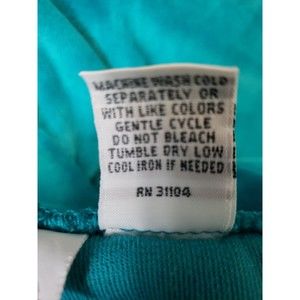 MACHINE WASH COLD
SEPARATELY OR
WITH LIKE COLORS
GENTLE CYCLE
DO NOT BLEACH
TUMBLE DRY LOW
COOL IRON IF NEEDED
RN 31104